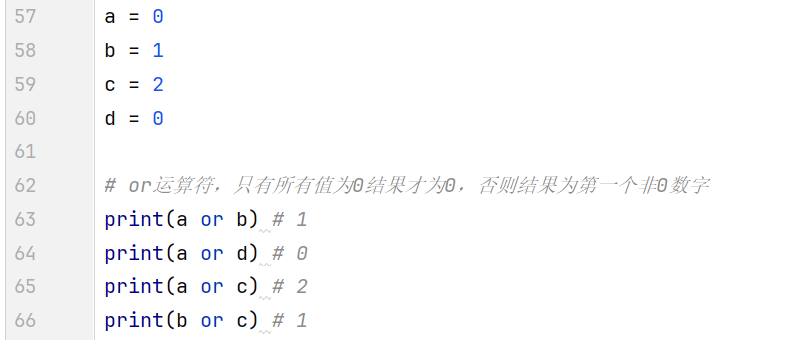 57 a = 0
58 b = 1
59 c = 2
60 d = 0
61
62 # or运算符，只有所有值为0结果才为0，否则结果为第一个非0数字
63 print(a or b) # 1
64 print(a or d) # 0
65 print(a or c) # 2
66 print(b or c) # 1